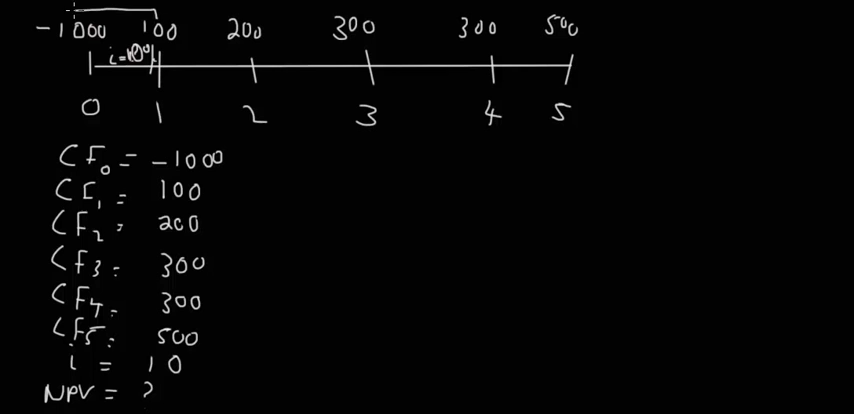 -1000 100 200 300 300 500
i=10%
0 1 2 3 4 5
CF0 = -1000
CF1 = 100
CF2 = 200
CF3 = 300
CF4 = 300
CF5 = 500
i = 10
NPV = ?